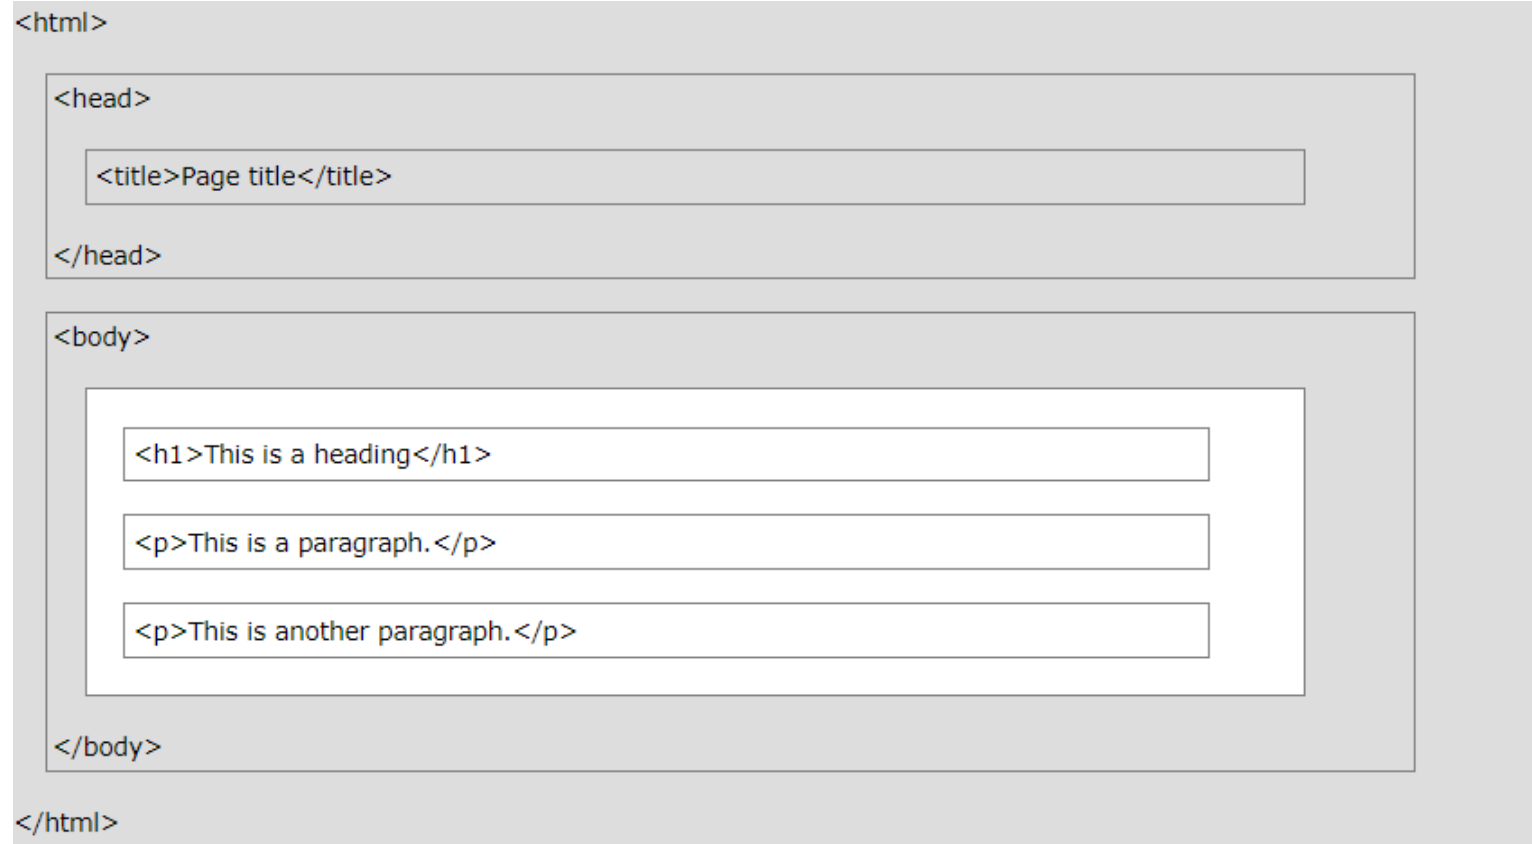 <html>
<head>
<title>Page title</title>
</head>
<body>
<h1>This is a heading</h1>
<p>This is a paragraph.</p>
<p>This is another paragraph.</p>
</body>
</html>